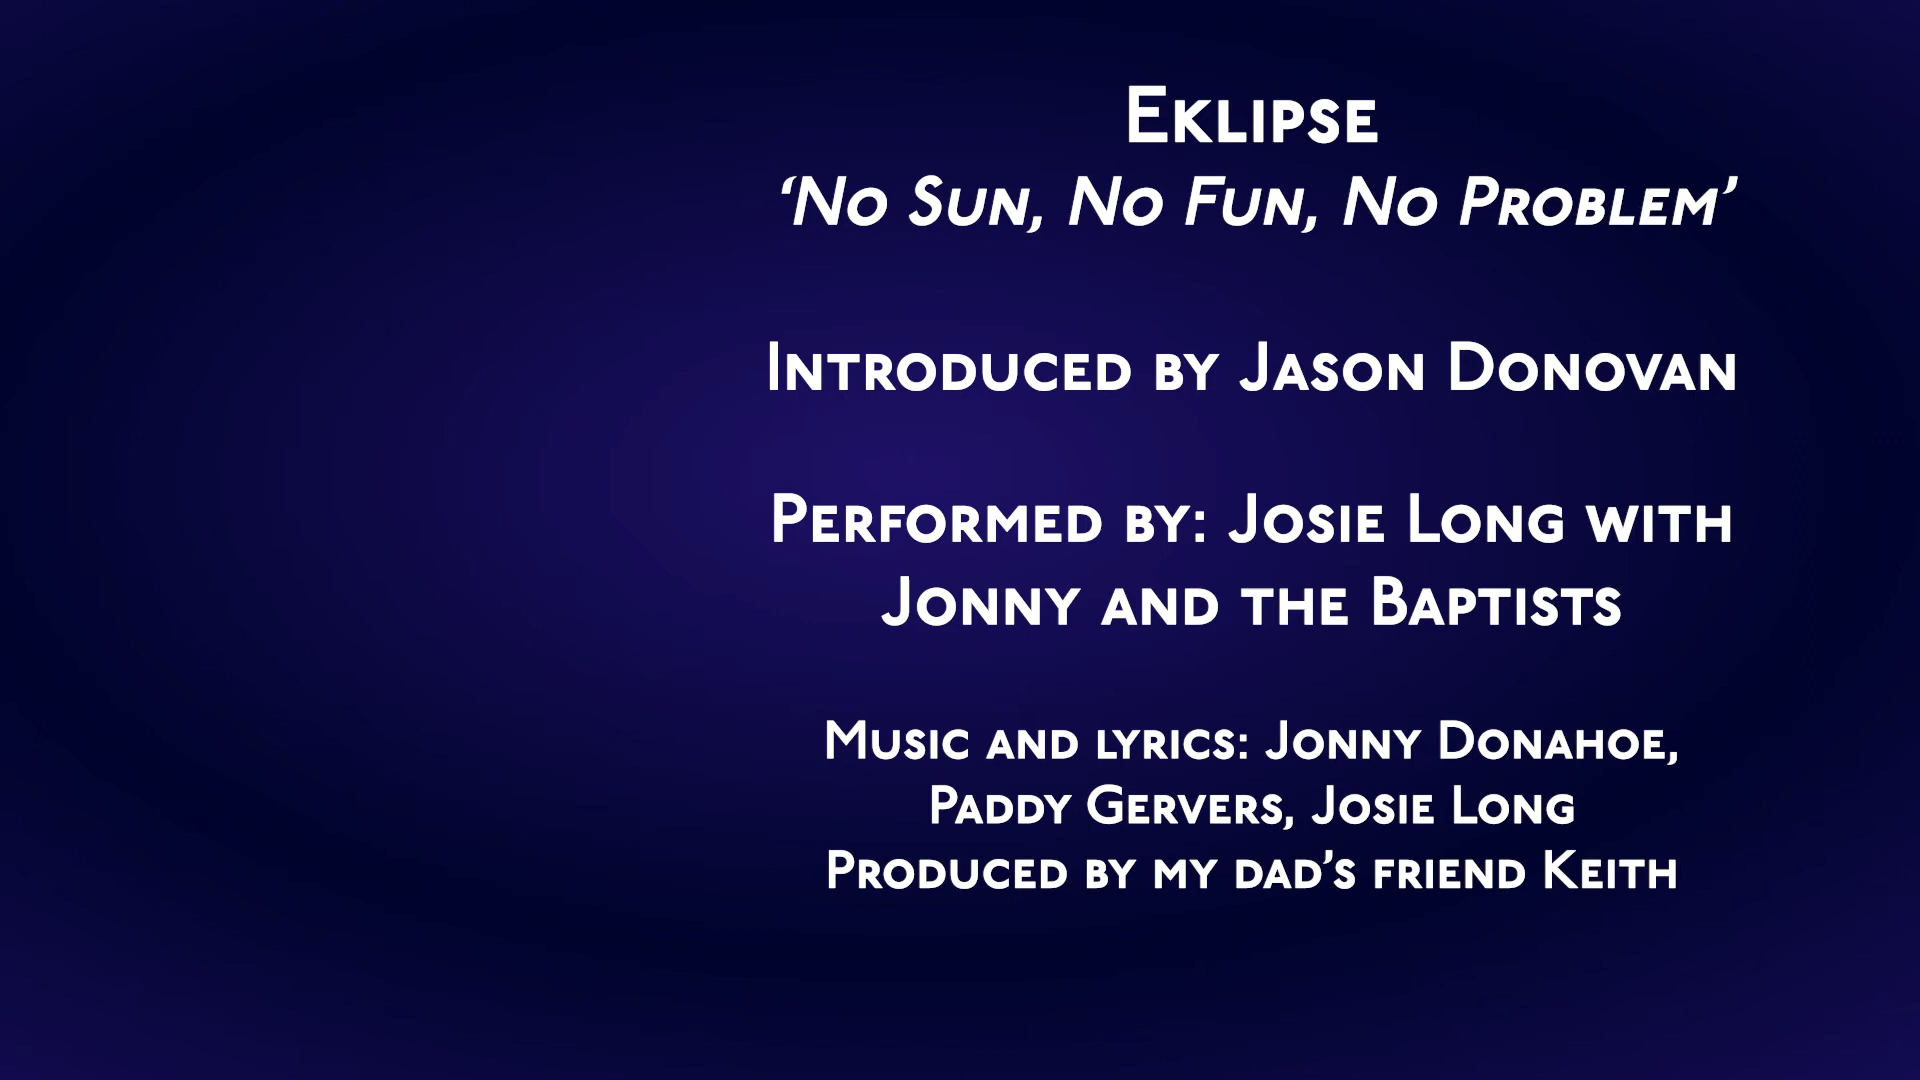 Eklipse
‘No Sun, No Fun, No Problem’
Introduced by Jason Donovan
Performed by: Josie Long with
Jonny and the Baptists
Music and lyrics: Jonny Donahoe,
Paddy Gervers, Josie Long
Produced by my dad’s friend Keith